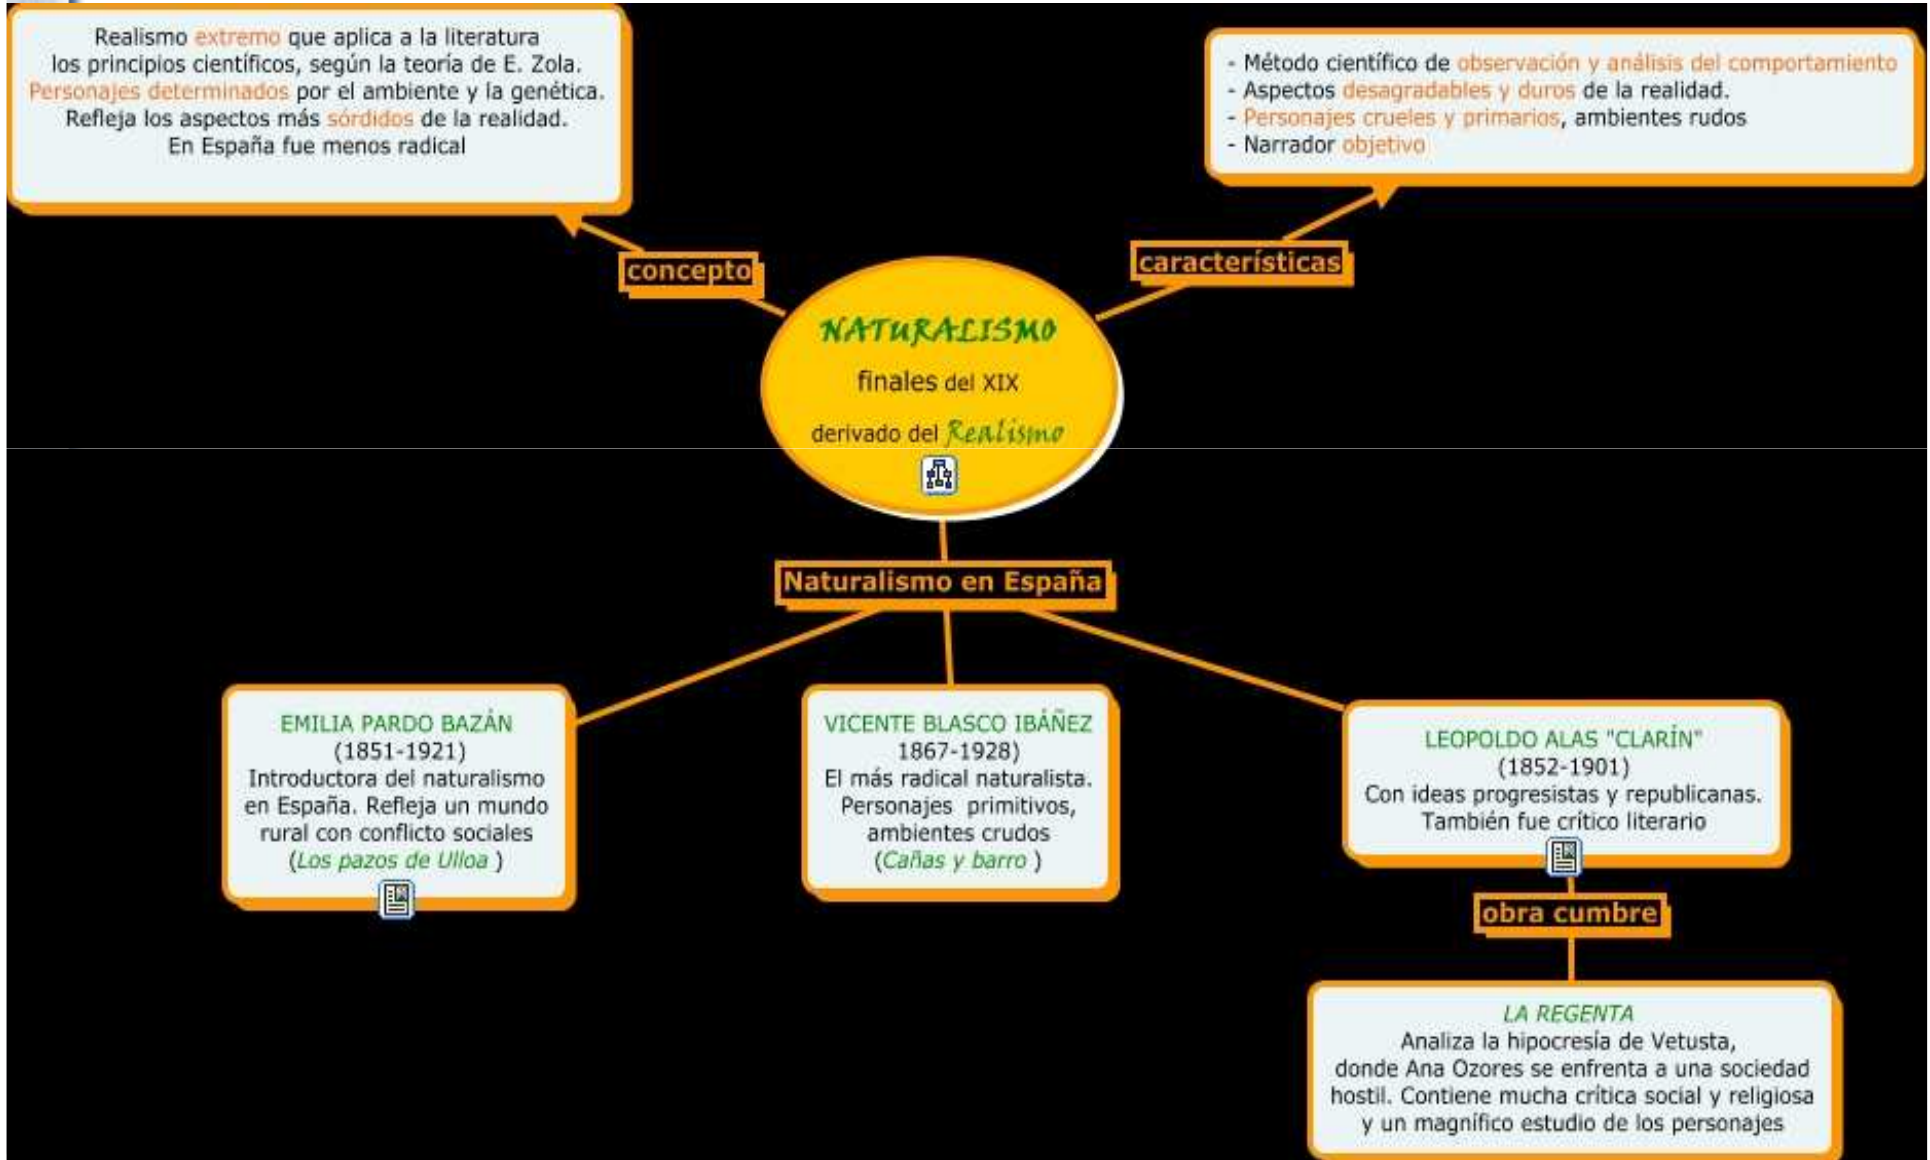 Realismo extremo que aplica a la literatura
los principios científicos, según la teoría de E. Zola.
Personajes determinados por el ambiente y la genética.
Refleja los aspectos más sórdidos de la realidad.
En España fue menos radical
- Método científico de observación y análisis del comportamiento
- Aspectos desagradables y duros de la realidad.
- Personajes crueles y primarios, ambientes rudos
- Narrador objetivo
concepto
características
NATURALISMO
finales del XIX
derivado del Realismo
Naturalismo en España
EMILIA PARDO BAZÁN
(1851-1921)
Introductora del naturalismo
en España. Refleja un mundo
rural con conflicto sociales
(Los pazos de Ulloa )
VICENTE BLASCO IBÁÑEZ
1867-1928)
El más radical naturalista.
Personajes primitivos,
ambientes crudos
(Cañas y barro )
LEOPOLDO ALAS "CLARÍN"
(1852-1901)
Con ideas progresistas y republicanas.
También fue crítico literario
obra cumbre
LA REGENTA
Analiza la hipocresía de Vetusta,
donde Ana Ozores se enfrenta a una sociedad
hostil. Contiene mucha crítica social y religiosa
y un magnífico estudio de los personajes